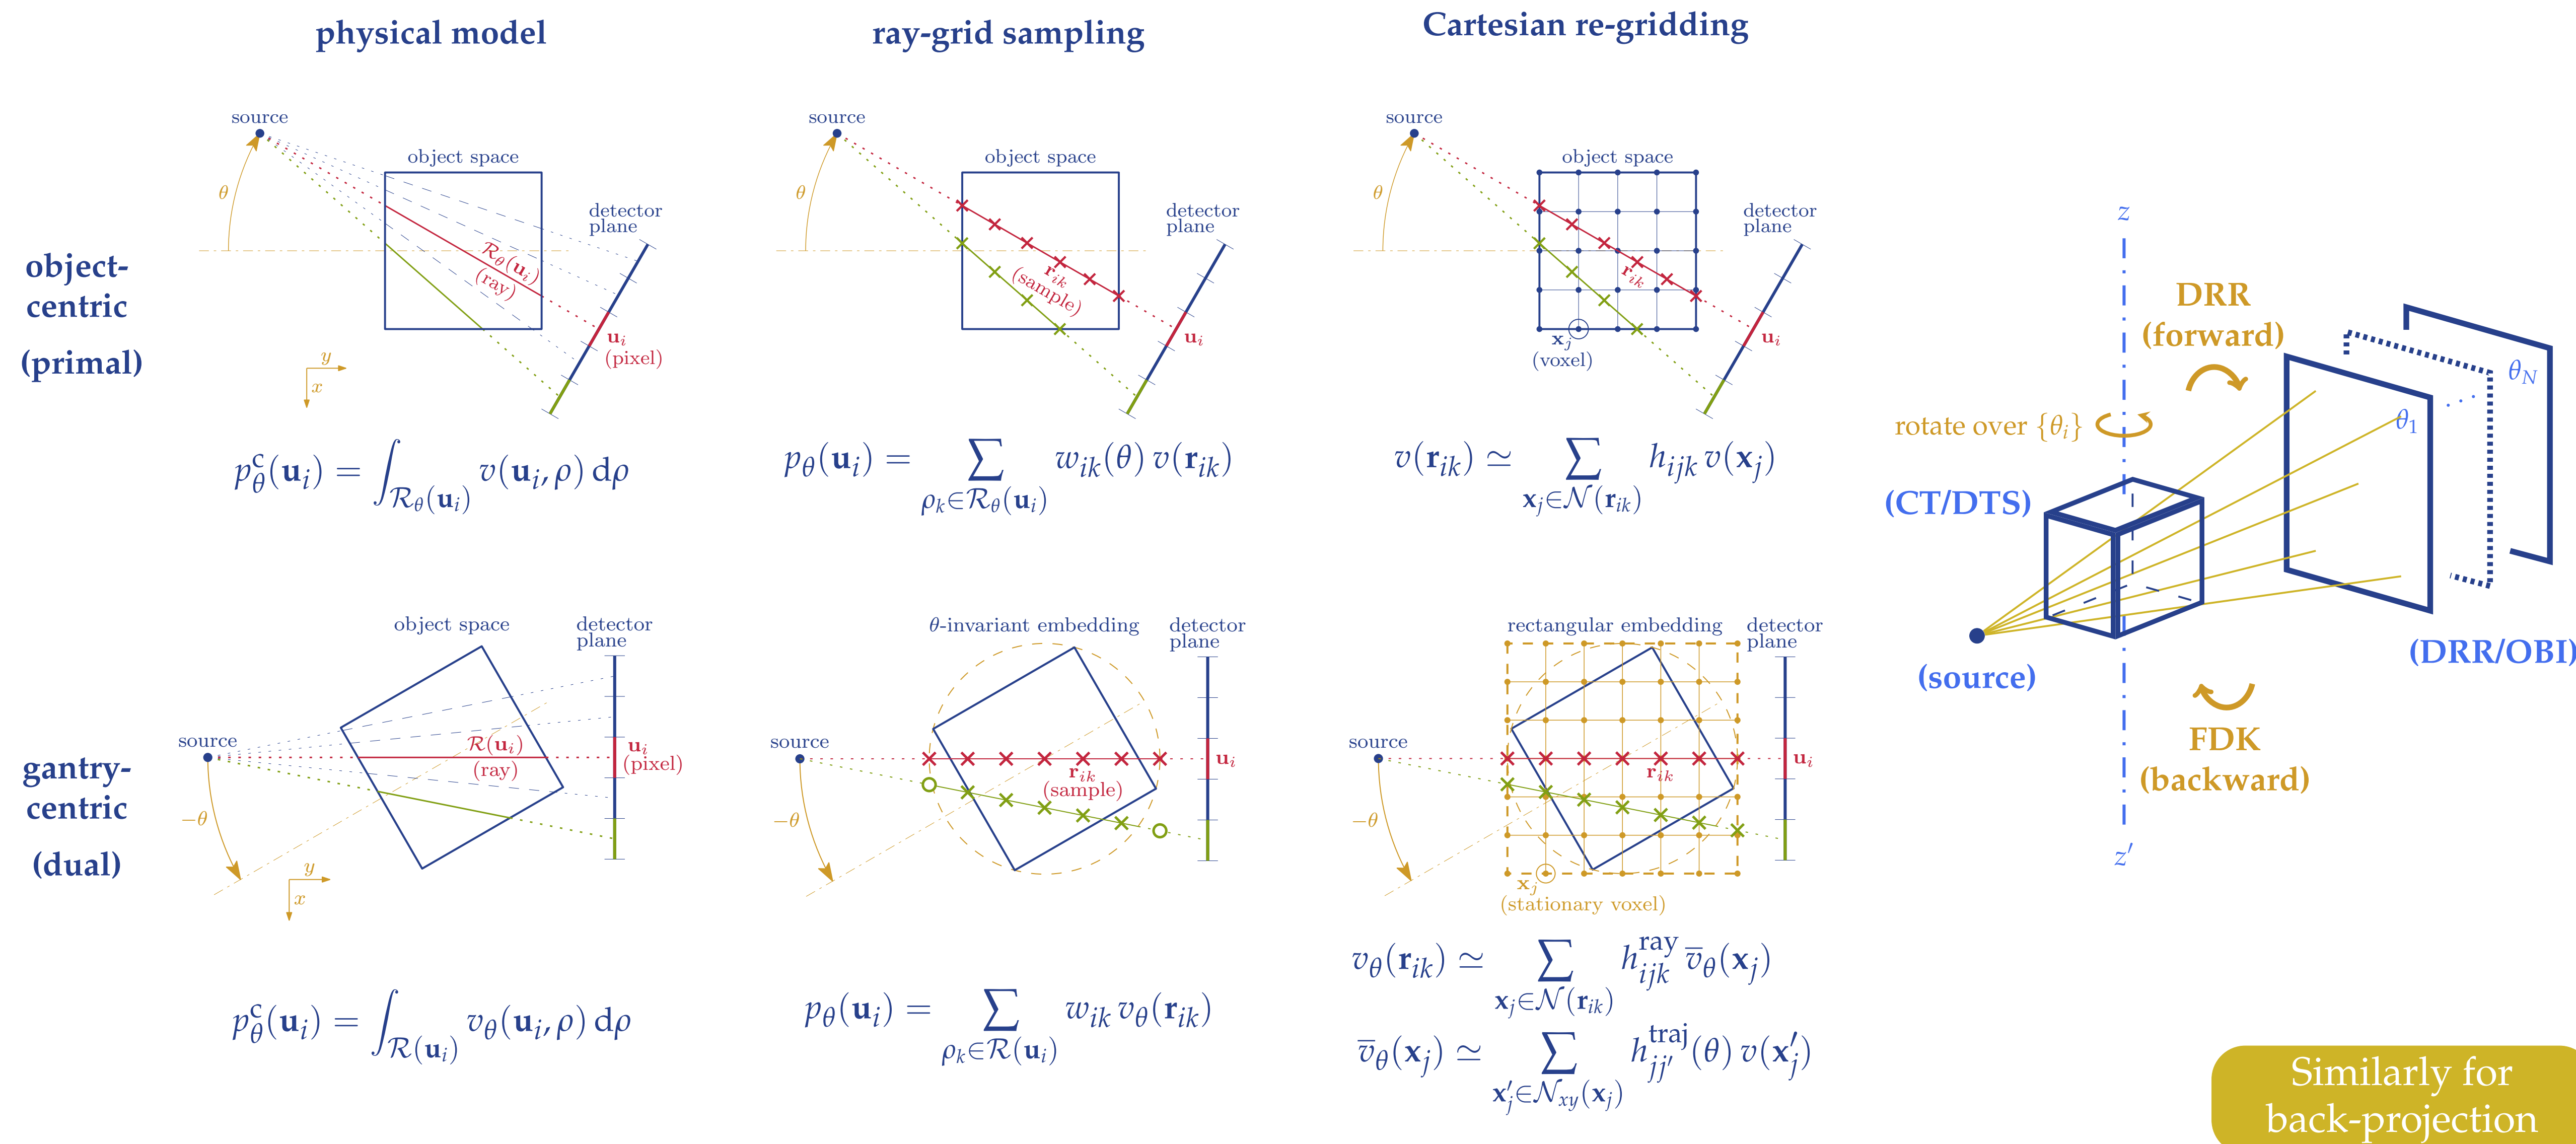 physical model
ray-grid sampling
Cartesian re-gridding
object-
centric
(primal)
source
θ
object space
detector
plane
R_θ(u_i)
(ray)
u_i
(pixel)
y
x
p^c_θ(u_i) = ∫_{R_θ(u_i)} v(u_i, ρ) dρ
source
θ
object space
detector
plane
r_ik
(sample)
u_i
p_θ(u_i) = ∑_{ρ_k∈R_θ(u_i)} w_ik(θ) v(r_ik)
source
θ
object space
detector
plane
r_ik
u_i
x_j
(voxel)
v(r_ik) ≃ ∑_{x_j∈N(r_ik)} h_ijk v(x_j)
gantry-
centric
(dual)
source
−θ
object space
detector
plane
R(u_i)
(ray)
u_i
(pixel)
y
x
p^c_θ(u_i) = ∫_{R(u_i)} v_θ(u_i, ρ) dρ
source
−θ
θ-invariant embedding
detector
plane
r_ik
(sample)
u_i
p_θ(u_i) = ∑_{ρ_k∈R(u_i)} w_ik v_θ(r_ik)
source
−θ
rectangular embedding
detector
plane
r_ik
u_i
x_j
(stationary voxel)
v_θ(r_ik) ≃ ∑_{x_j∈N(r_ik)} h^ray_ijk v̅_θ(x_j)
v̅_θ(x_j) ≃ ∑_{x′_j∈N_xy(x_j)} h^traj_jj′(θ) v(x′_j)
z
DRR
(forward)
rotate over {θ_i}
θ_1
. . .
θ_N
(CT/DTS)
(source)
(DRR/OBI)
FDK
(backward)
z′
Similarly for
back-projection